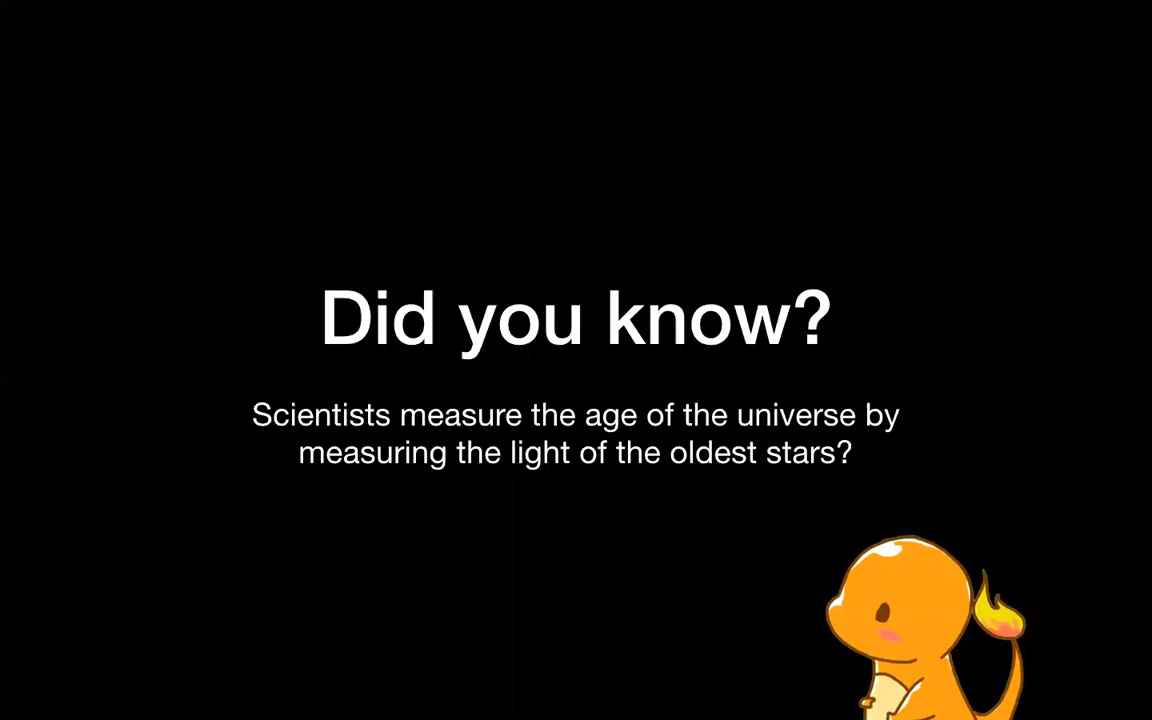 Did you know?
Scientists measure the age of the universe by
measuring the light of the oldest stars?